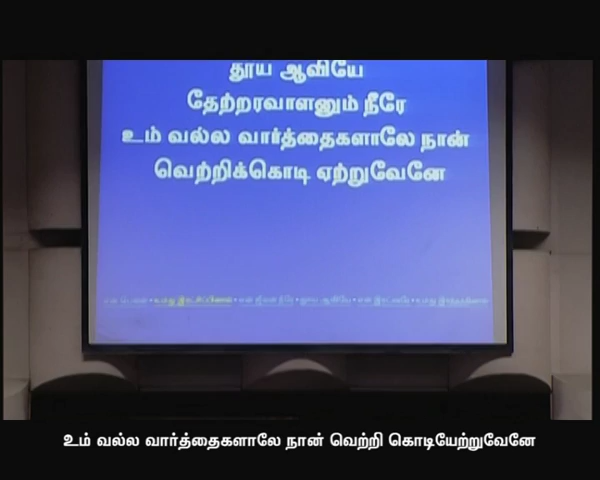 தூய ஆவியே
தேற்றரவாளனும் நீரே
உம் வல்ல வார்த்தைகளாலே நான்
வெற்றிக்கொடி ஏற்றுவேனே
உம் வல்ல வார்த்தைகளாலே நான் வெற்றி கொடியேற்றுவேனே